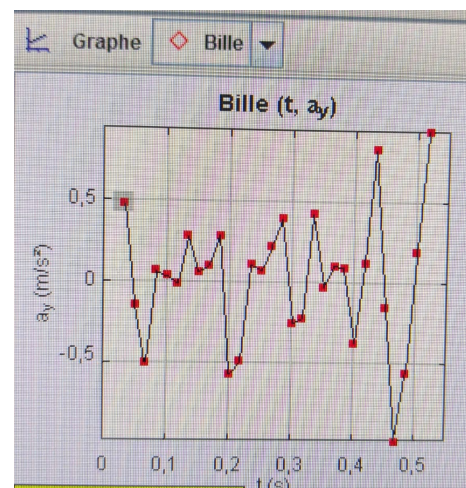 Graphe Bille
Bille (t, ay)
0,5
0
-0,5
ay (m/s²)
0 0,1 0,2 0,3 0,4 0,5
t (s)